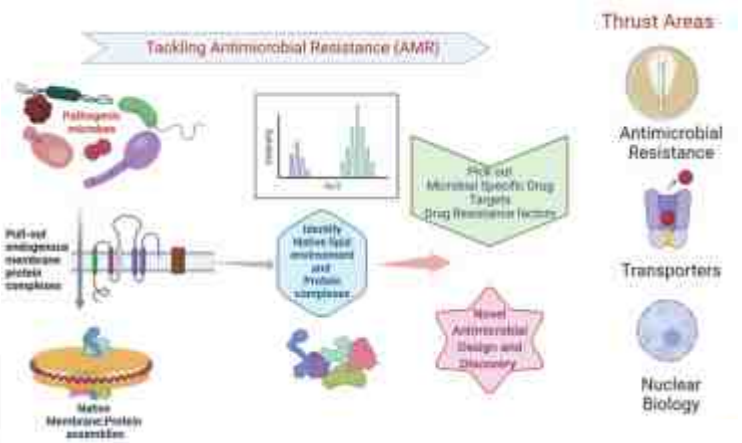 Tackling Antimicrobial Resistance (AMR)
Thrust Areas
Pathogenic
microbes
Intensity
m/z
Pick out
Microbial Specific Drug
Targets
Drug Resistance factors
Antimicrobial
Resistance
Pull-out
endogenous
membrane
protein
complexes
Identify
Native lipid
environment
and
Protein
complexes
Transporters
Novel
Antimicrobial
Design and
Discovery
Native
Membrane:Protein
assemblies
Nuclear
Biology